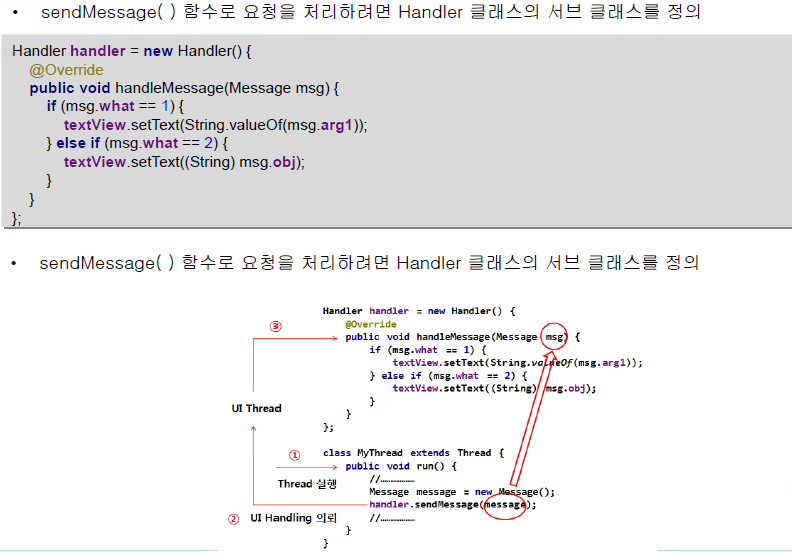 • sendMessage( ) 함수로 요청을 처리하려면 Handler 클래스의 서브 클래스를 정의
Handler handler = new Handler() {
@Override
public void handleMessage(Message msg) {
if (msg.what == 1) {
textView.setText(String.valueOf(msg.arg1));
} else if (msg.what == 2) {
textView.setText((String) msg.obj);
}
}
};
• sendMessage( ) 함수로 요청을 처리하려면 Handler 클래스의 서브 클래스를 정의
Handler handler = new Handler() {
@Override
③
public void handleMessage(Message msg) {
if (msg.what == 1) {
textView.setText(String.valueOf(msg.arg1));
} else if (msg.what == 2) {
textView.setText((String) msg.obj);
}
}
};
UI Thread
class MyThread extends Thread {
①
public void run() {
Thread 실행
//……………
Message message = new Message();
handler.sendMessage(message);
② UI Handling 의뢰
//……………
}
}